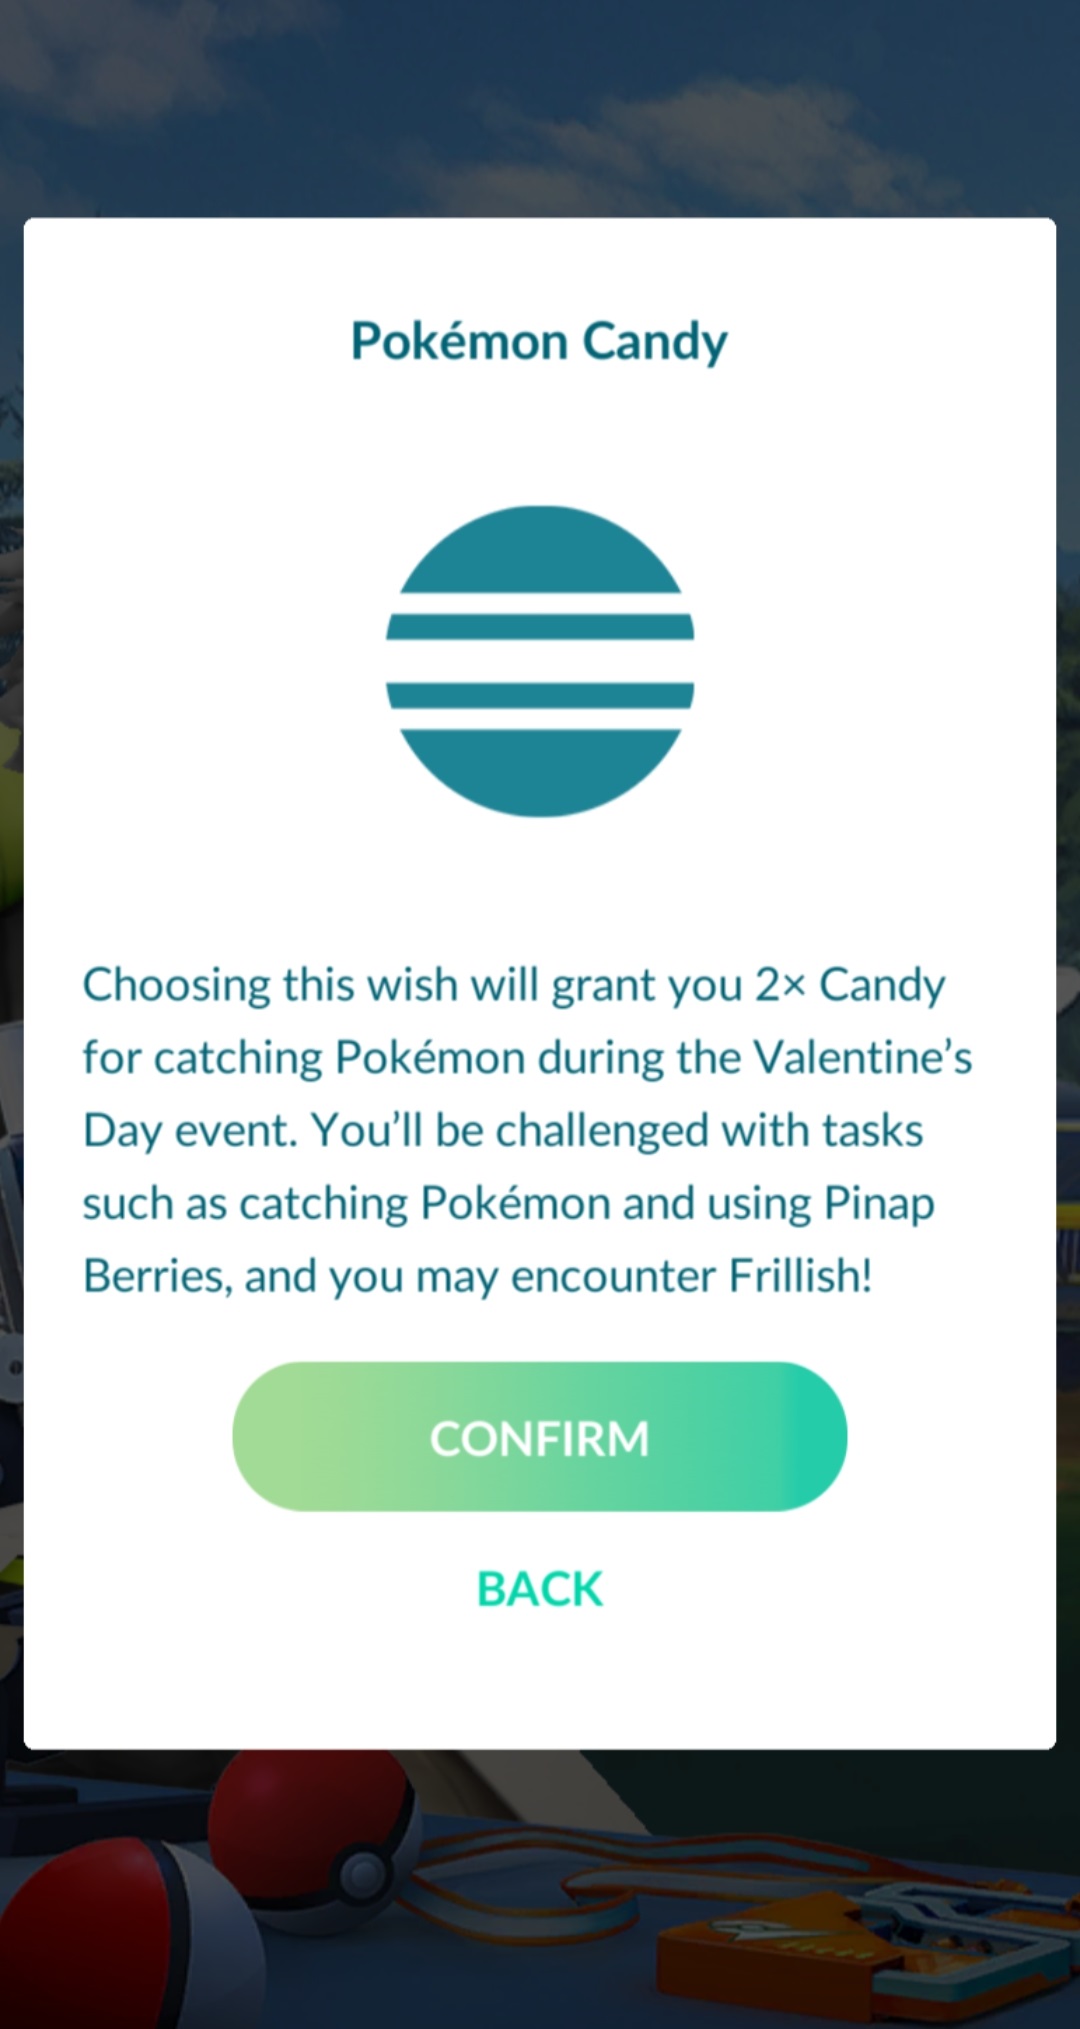 Pokémon Candy
Choosing this wish will grant you 2× Candy
for catching Pokémon during the Valentine’s
Day event. You’ll be challenged with tasks
such as catching Pokémon and using Pinap
Berries, and you may encounter Frillish!
CONFIRM
BACK